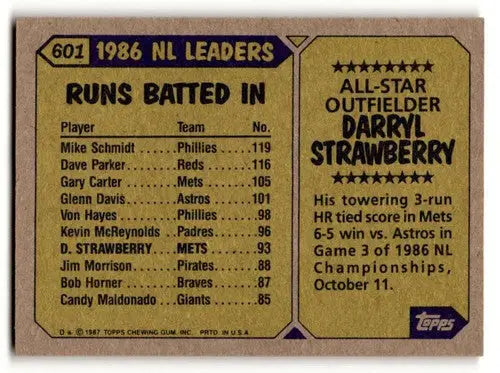 601 1986 NL LEADERS
RUNS BATTED IN
Player Team No.
Mike Schmidt......Phillies....119
Dave Parker.......Reds.......116
Gary Carter........Mets.......105
Glenn Davis........Astros......101
Von Hayes.........Phillies.....98
Kevin McReynolds..Padres......96
D. STRAWBERRY....METS.......93
Jim Morrison.......Pirates......88
Bob Horner........Braves......87
Candy Maldonado..Giants......85
D* © 1987 TOPPS CHEWING GUM, INC. PRTD. IN U.S.A.
★★★★★★★★★
ALL-STAR
OUTFIELDER
DARRYL
STRAWBERRY
★★★★★★★★★
His towering 3-run
HR tied score in Mets
6-5 win vs. Astros in
Game 3 of 1986 NL
Championships,
October 11.
Topps